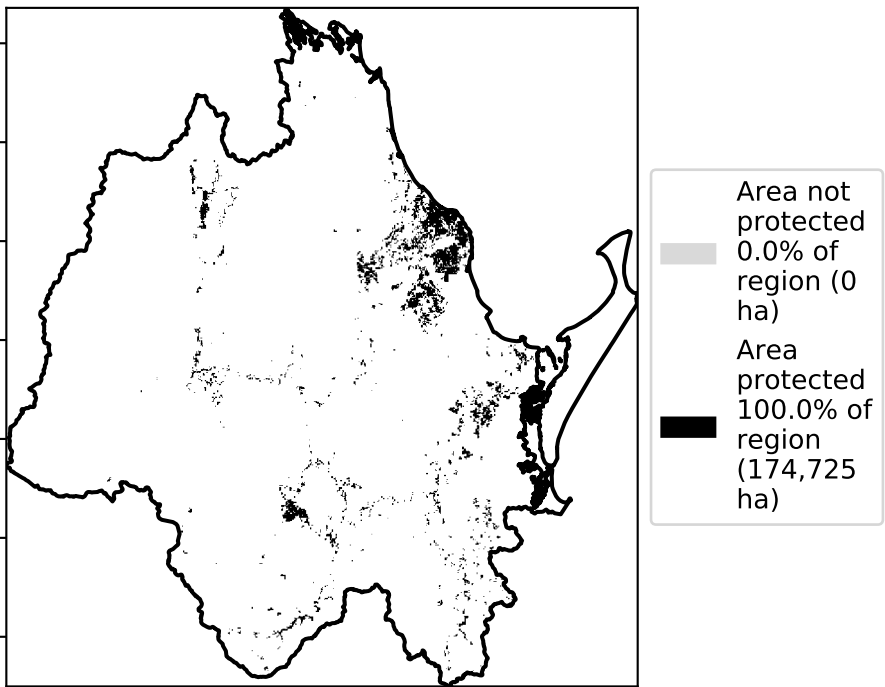 Area not
protected
0.0% of
region (0
ha)
Area
protected
100.0% of
region
(174,725
ha)